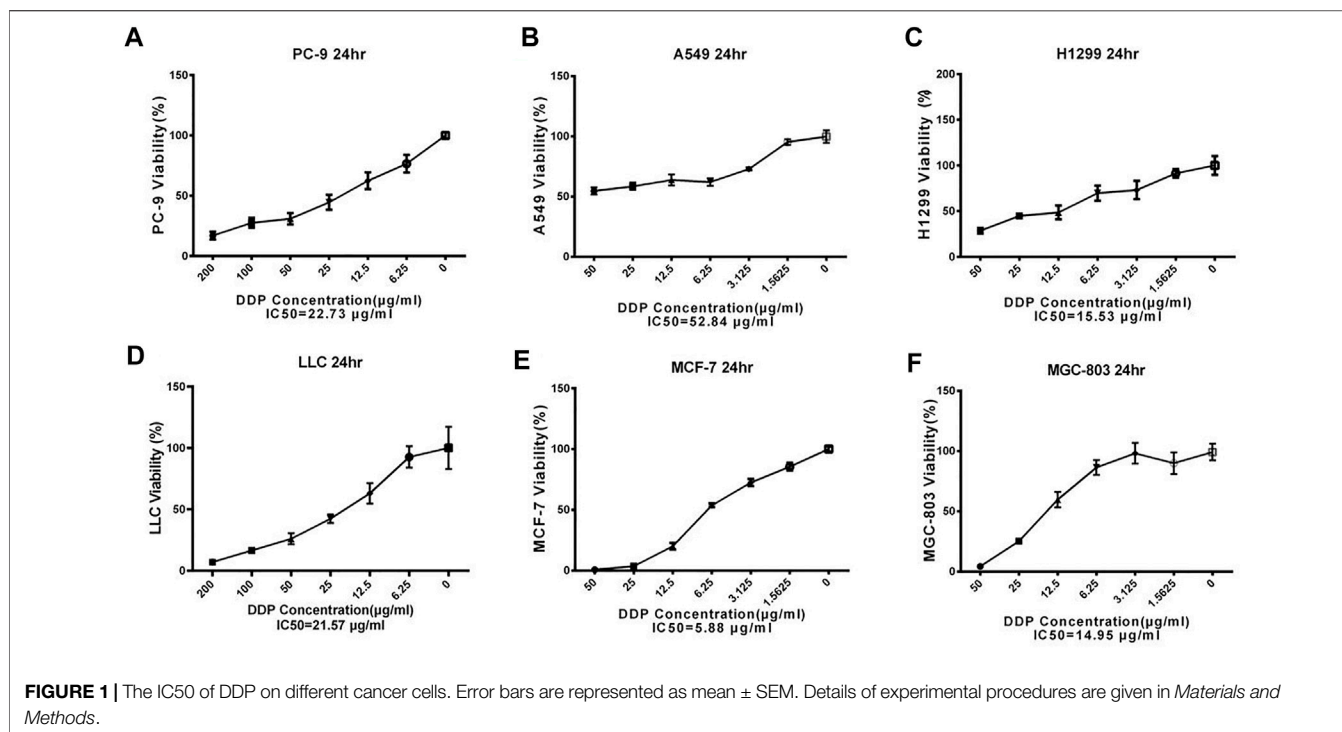 A
PC-9 24hr
PC-9 Viability(%)
150
100
50
0
200
100
50
25
12.5
6.25
0
DDP Concentration(μg/ml)
IC50=22.73 μg/ml
B
A549 24hr
A549 Viability(%)
150
100
50
0
50
25
12.5
6.25
3.125
1.5625
0
DDP Concentration(μg/ml)
IC50=52.84 μg/ml
C
H1299 24hr
H1299 Viability (%)
200
150
100
50
0
50
25
12.5
6.25
3.125
1.5625
0
DDP Concentration(μg/ml)
IC50=15.53 μg/ml
D
LLC 24hr
LLC Viability (%)
150
100
50
0
200
100
50
25
12.5
6.25
0
DDP Concentration(μg/ml)
IC50=21.57 μg/ml
E
MCF-7 24hr
MCF-7 Viability(%)
150
100
50
0
50
25
12.5
6.25
3.125
1.5625
0
DDP Concentration(μg/ml)
IC50=5.88 μg/ml
F
MGC-803 24hr
MGC-803 Viability(%)
150
100
50
0
50
25
12.5
6.25
3.125
1.5625
0
DDP Concentration(μg/ml)
IC50=14.95 μg/ml
FIGURE 1 | The IC50 of DDP on different cancer cells. Error bars are represented as mean ± SEM. Details of experimental procedures are given in Materials and
Methods.